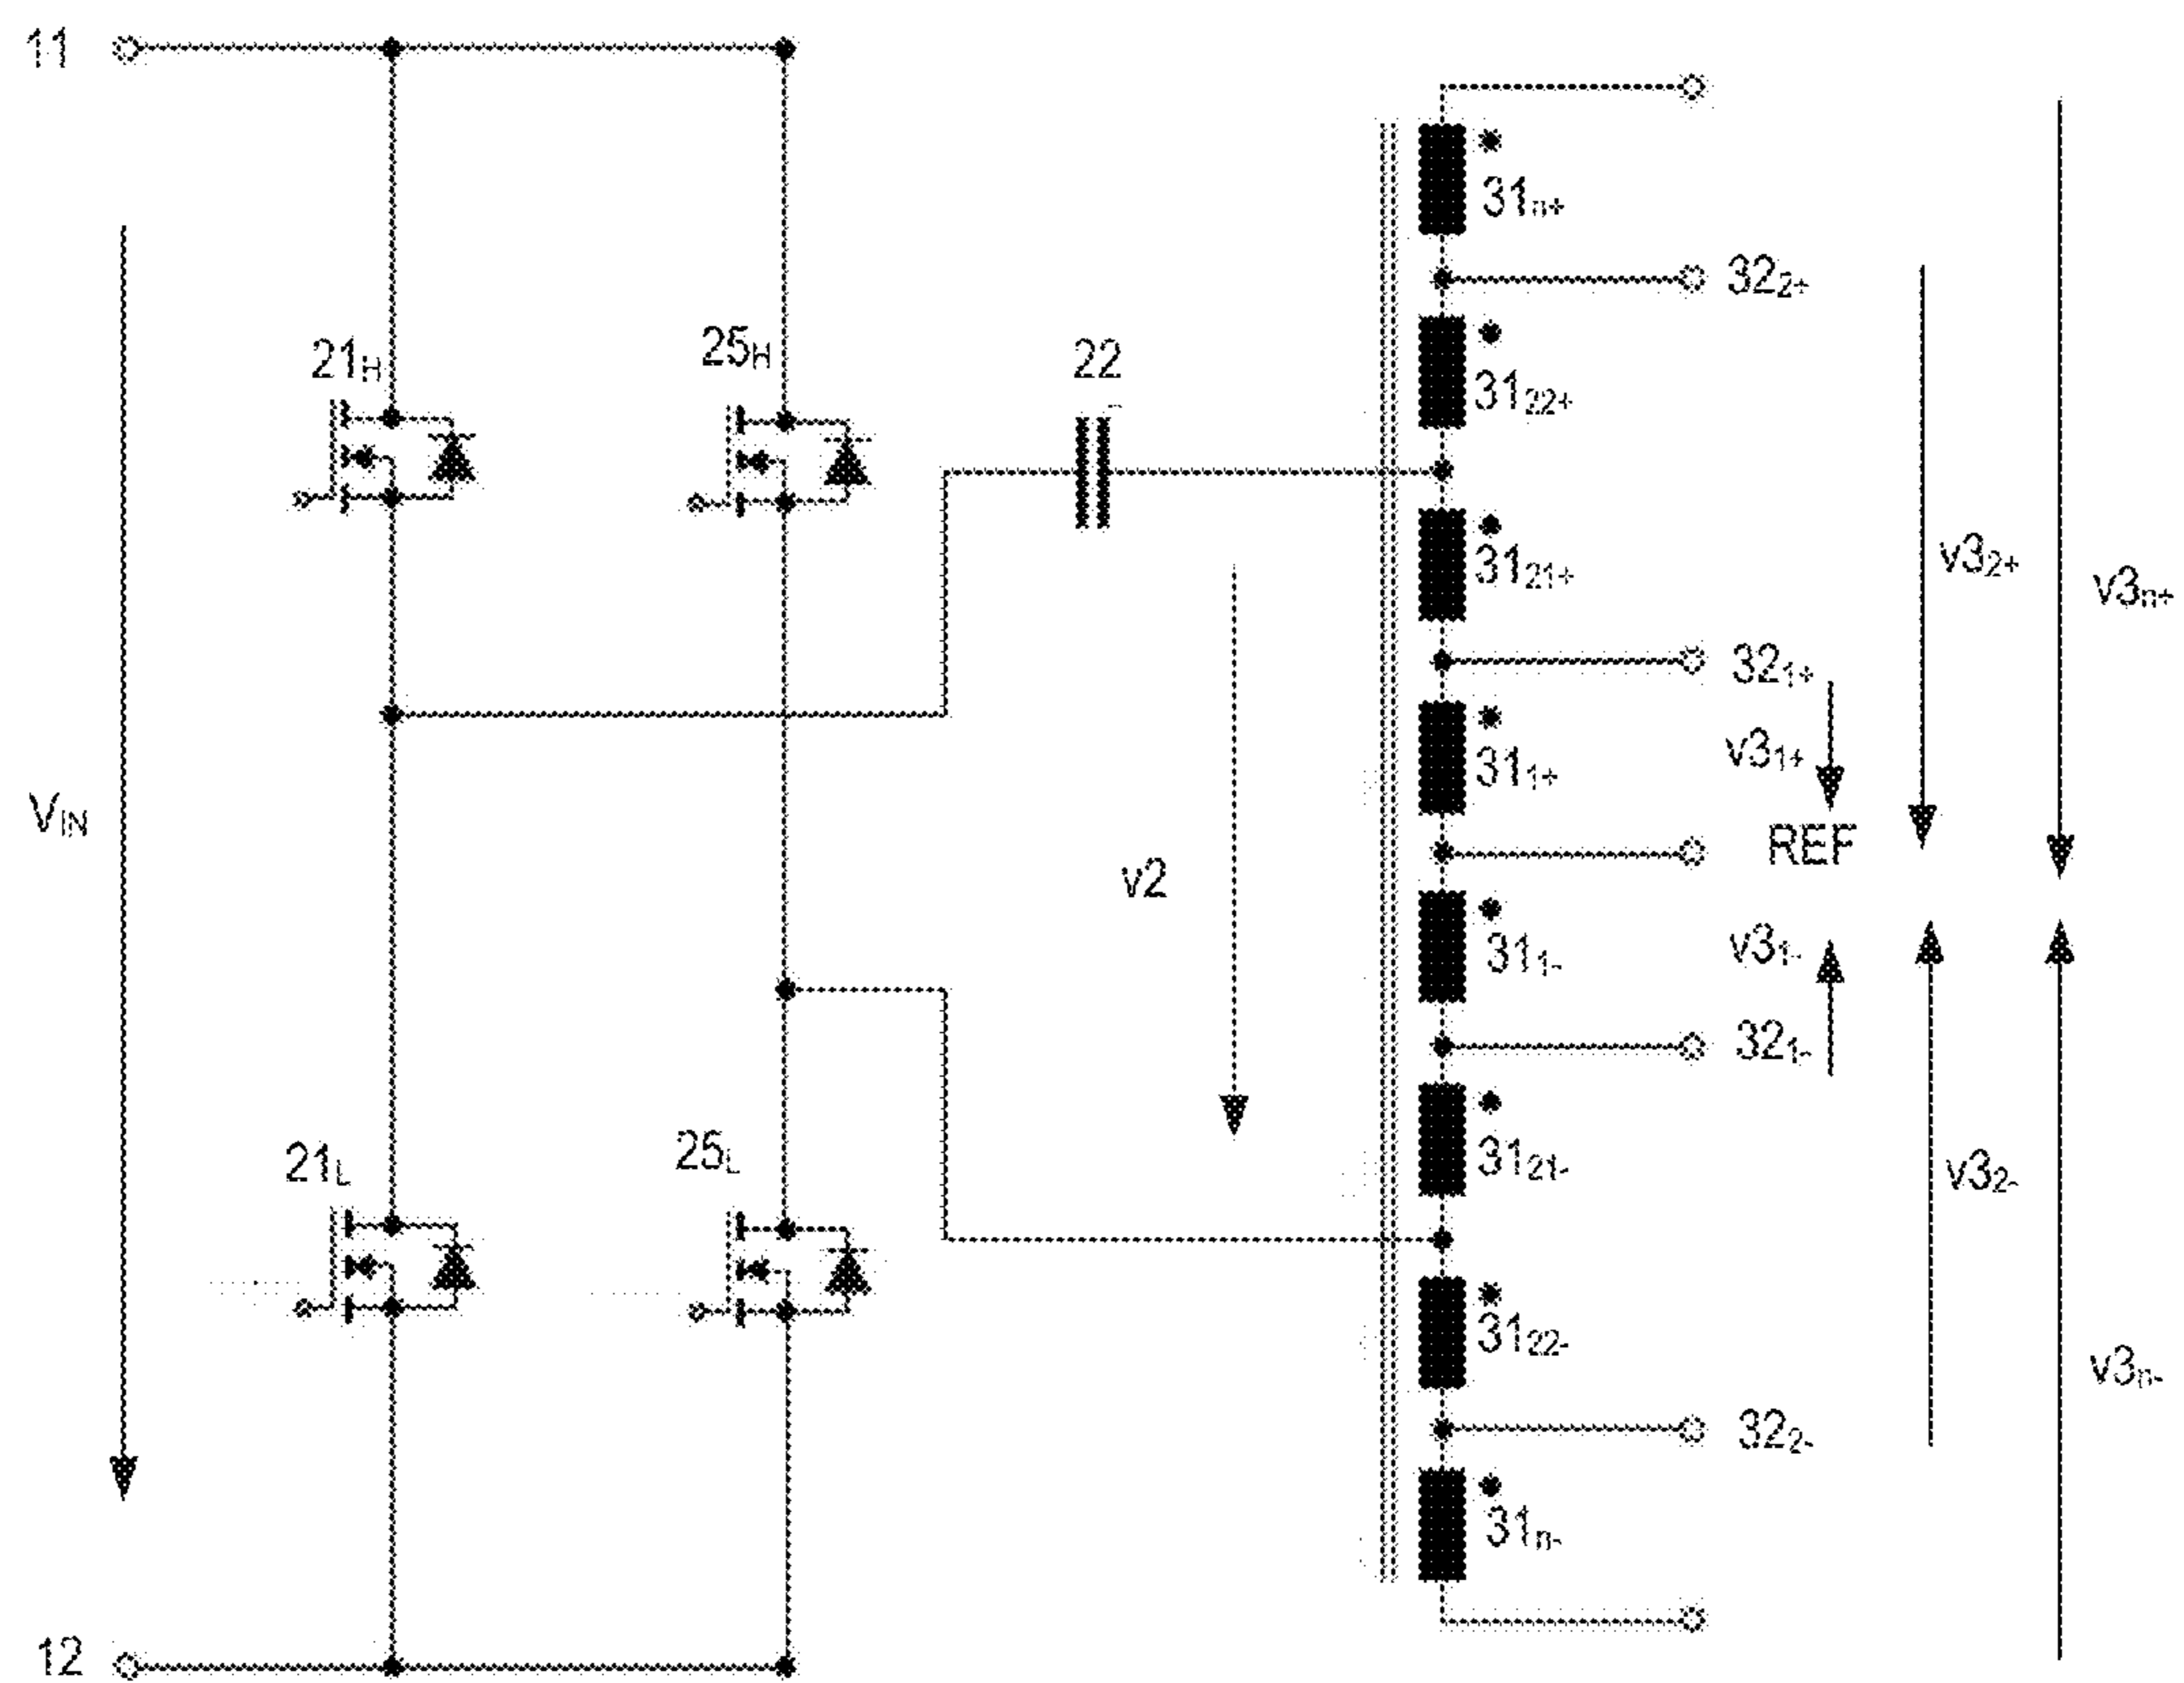 11
31n+
322+
21H
25H
22
3122+
v32+
3121+
v3n+
321+
v31+
311+
VIN
REF
v2
311-
v31-
321-
21L
25L
3121-
v32-
3122-
v3n-
322-
31n-
12